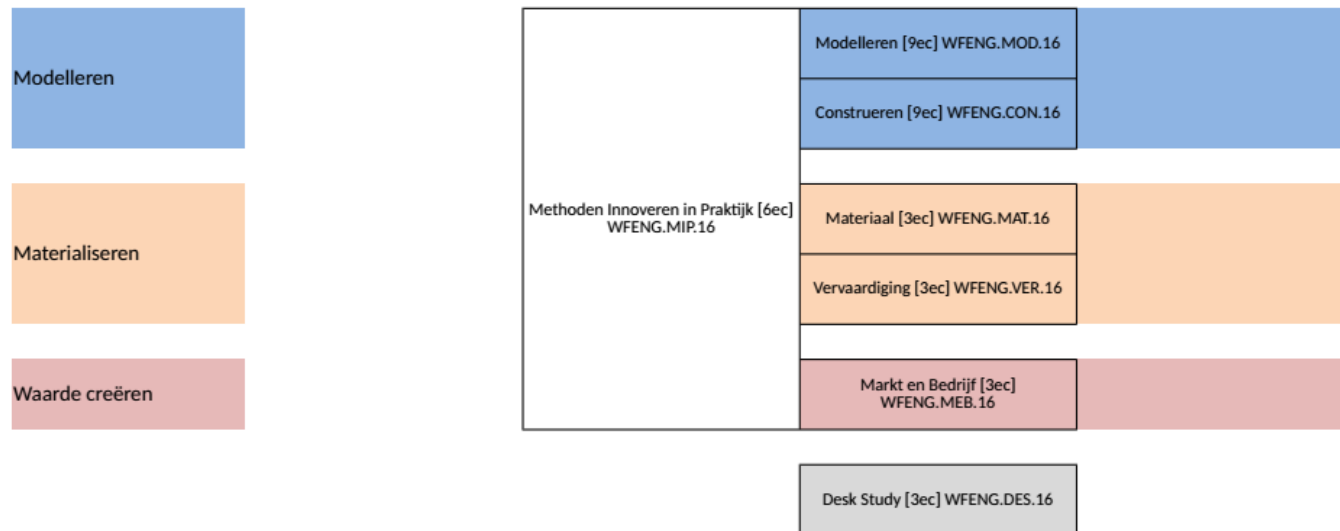 Modelleren
Modelleren [9ec] WFENG.MOD.16
Construeren [9ec] WFENG.CON.16
Methoden Innoveren in Praktijk [6ec]
WFENG.MIP.16
Materialiseren
Materiaal [3ec] WFENG.MAT.16
Vervaardiging [3ec] WFENG.VER.16
Waarde creëren
Markt en Bedrijf [3ec]
WFENG.MEB.16
Desk Study [3ec] WFENG.DES.16